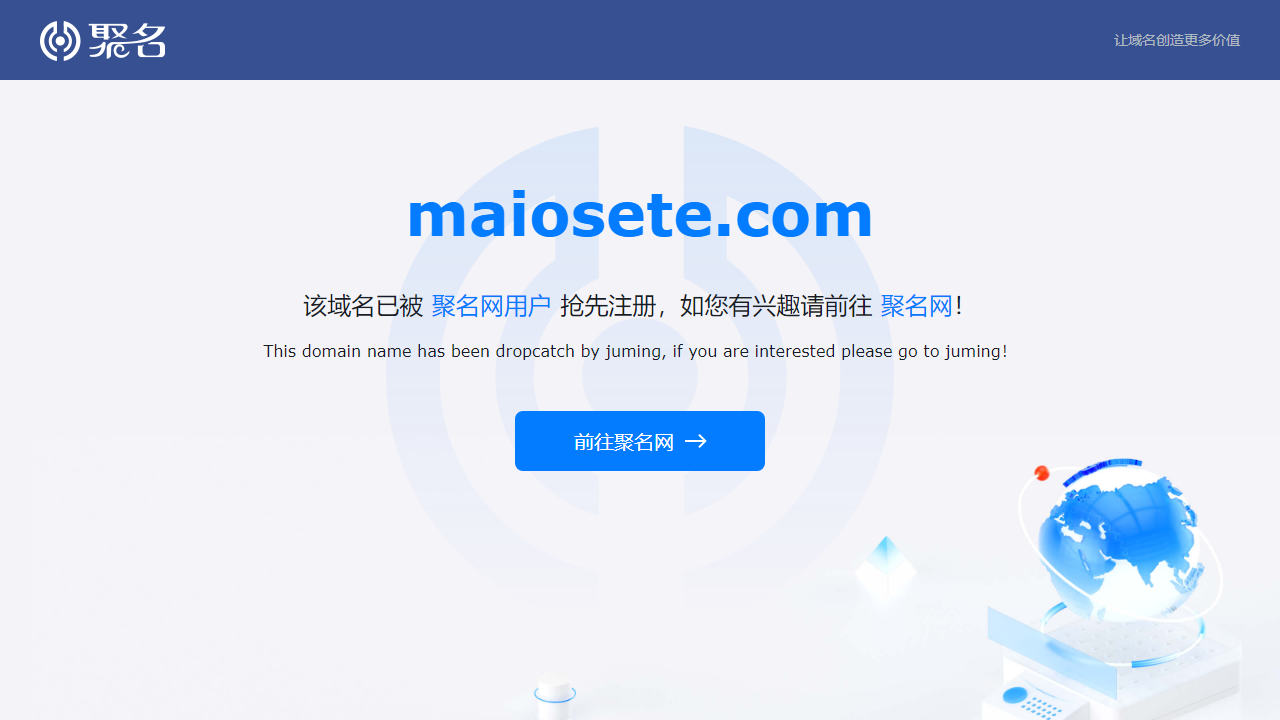 聚名
让域名创造更多价值
maiosete.com
该域名已被 聚名网用户 抢先注册，如您有兴趣请前往 聚名网！
This domain name has been dropcatch by juming, if you are interested please go to juming!
前往聚名网 →